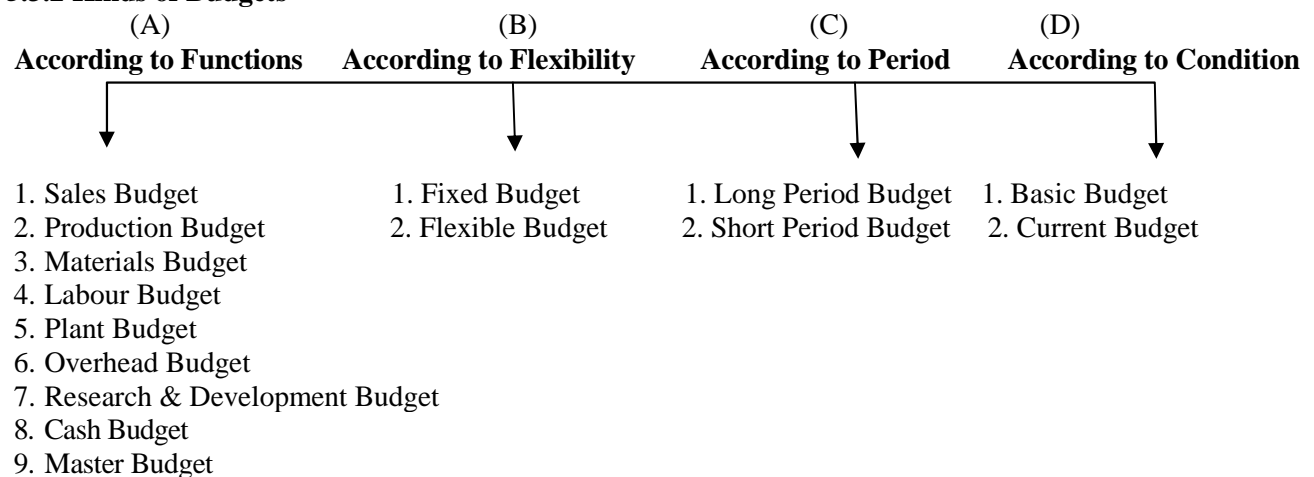 (A) (B) (C) (D)
According to Functions According to Flexibility According to Period According to Condition
1. Sales Budget 1. Fixed Budget 1. Long Period Budget 1. Basic Budget
2. Production Budget 2. Flexible Budget 2. Short Period Budget 2. Current Budget
3. Materials Budget
4. Labour Budget
5. Plant Budget
6. Overhead Budget
7. Research & Development Budget
8. Cash Budget
9. Master Budget